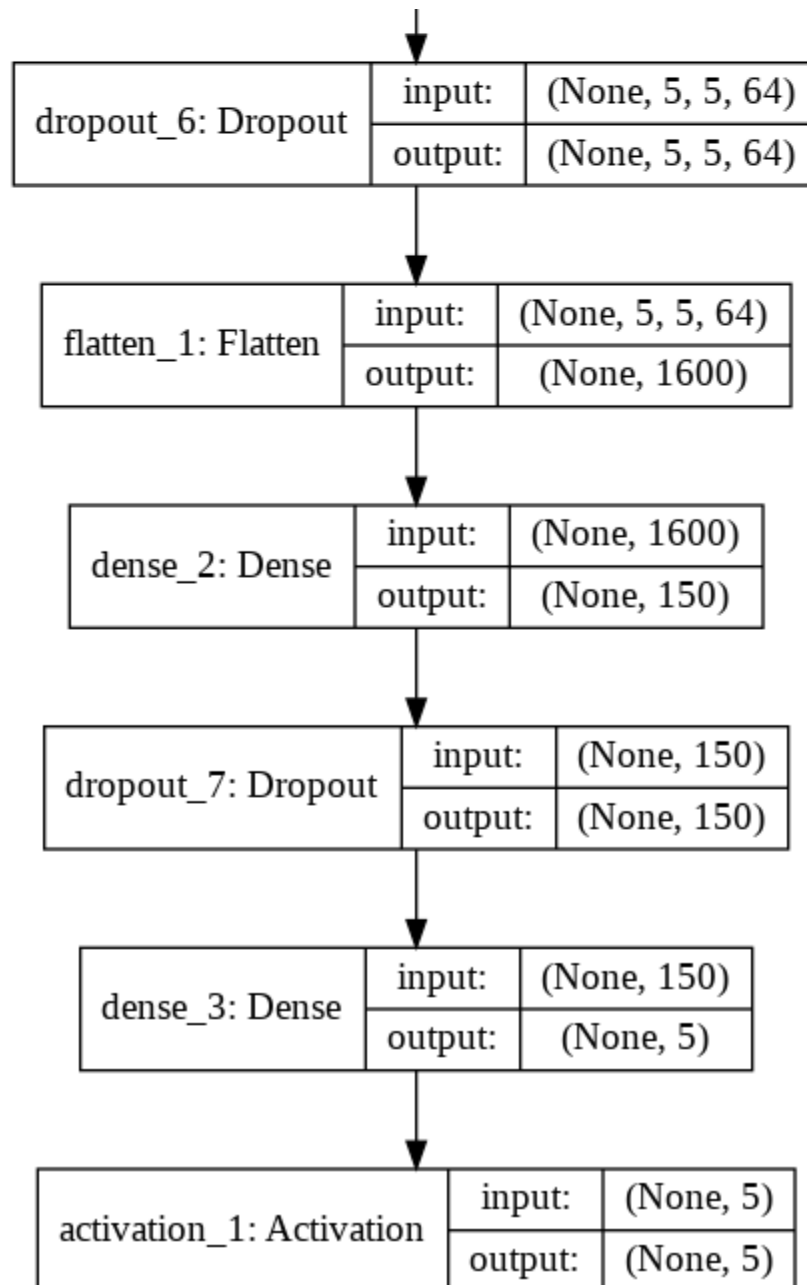 dropout_6: Dropout
input: (None, 5, 5, 64)
output: (None, 5, 5, 64)
flatten_1: Flatten
input: (None, 5, 5, 64)
output: (None, 1600)
dense_2: Dense
input: (None, 1600)
output: (None, 150)
dropout_7: Dropout
input: (None, 150)
output: (None, 150)
dense_3: Dense
input: (None, 150)
output: (None, 5)
activation_1: Activation
input: (None, 5)
output: (None, 5)